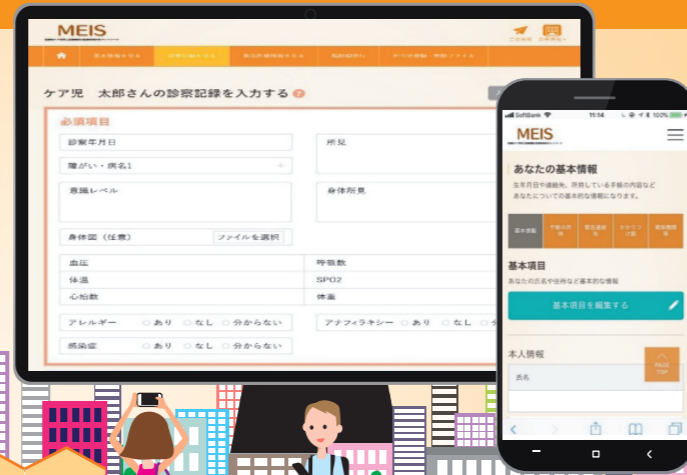 MEIS
ケア児 太郎さんの診察記録を入力する
必須項目
診察年月日
所見
障がい・病名1
意識レベル
身体所見
身体図（任意）
ファイルを選択
血圧
呼吸数
体温
SPO2
心拍数
体重
アレルギー
あり なし 分からない
アナフィラキシー
あり なし
感染症
あり なし 分からない
SoftBank 11:14 100%
MEIS
あなたの基本情報
生年月日や連絡先、所持している手帳の内容など
あなたについての基本的な情報になります。
基本情報
基本項目
あなたの氏名や住所など基本的な情報
基本項目を編集する
本人情報
PAGE
TOP
氏名